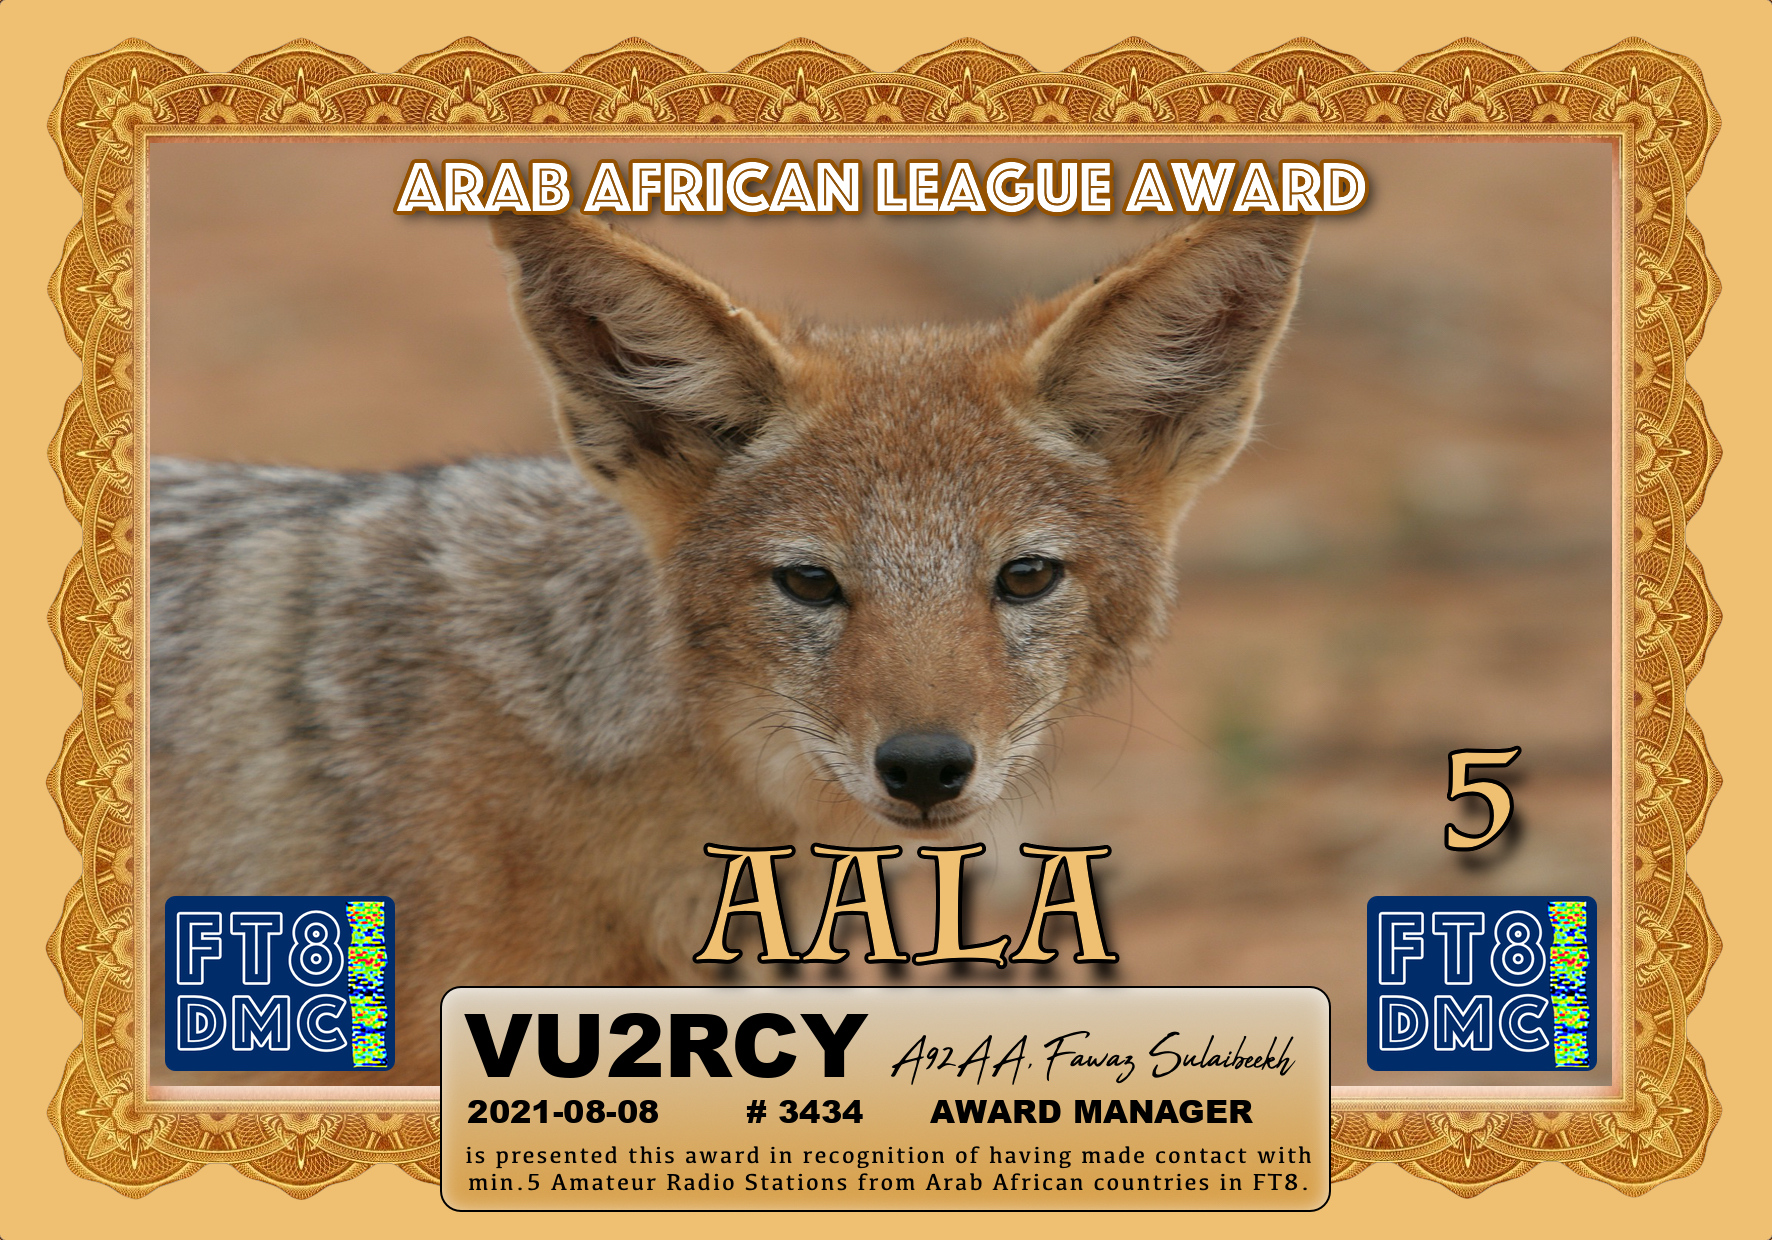 ARAB AFRICAN LEAGUE AWARD
5
AALA
FT8
DMC
FT8
DMC
VU2RCY A92AA, Fawaz Sulaibeekh
2021-08-08 # 3434 AWARD MANAGER
is presented this award in recognition of having made contact with
min.5 Amateur Radio Stations from Arab African countries in FT8.